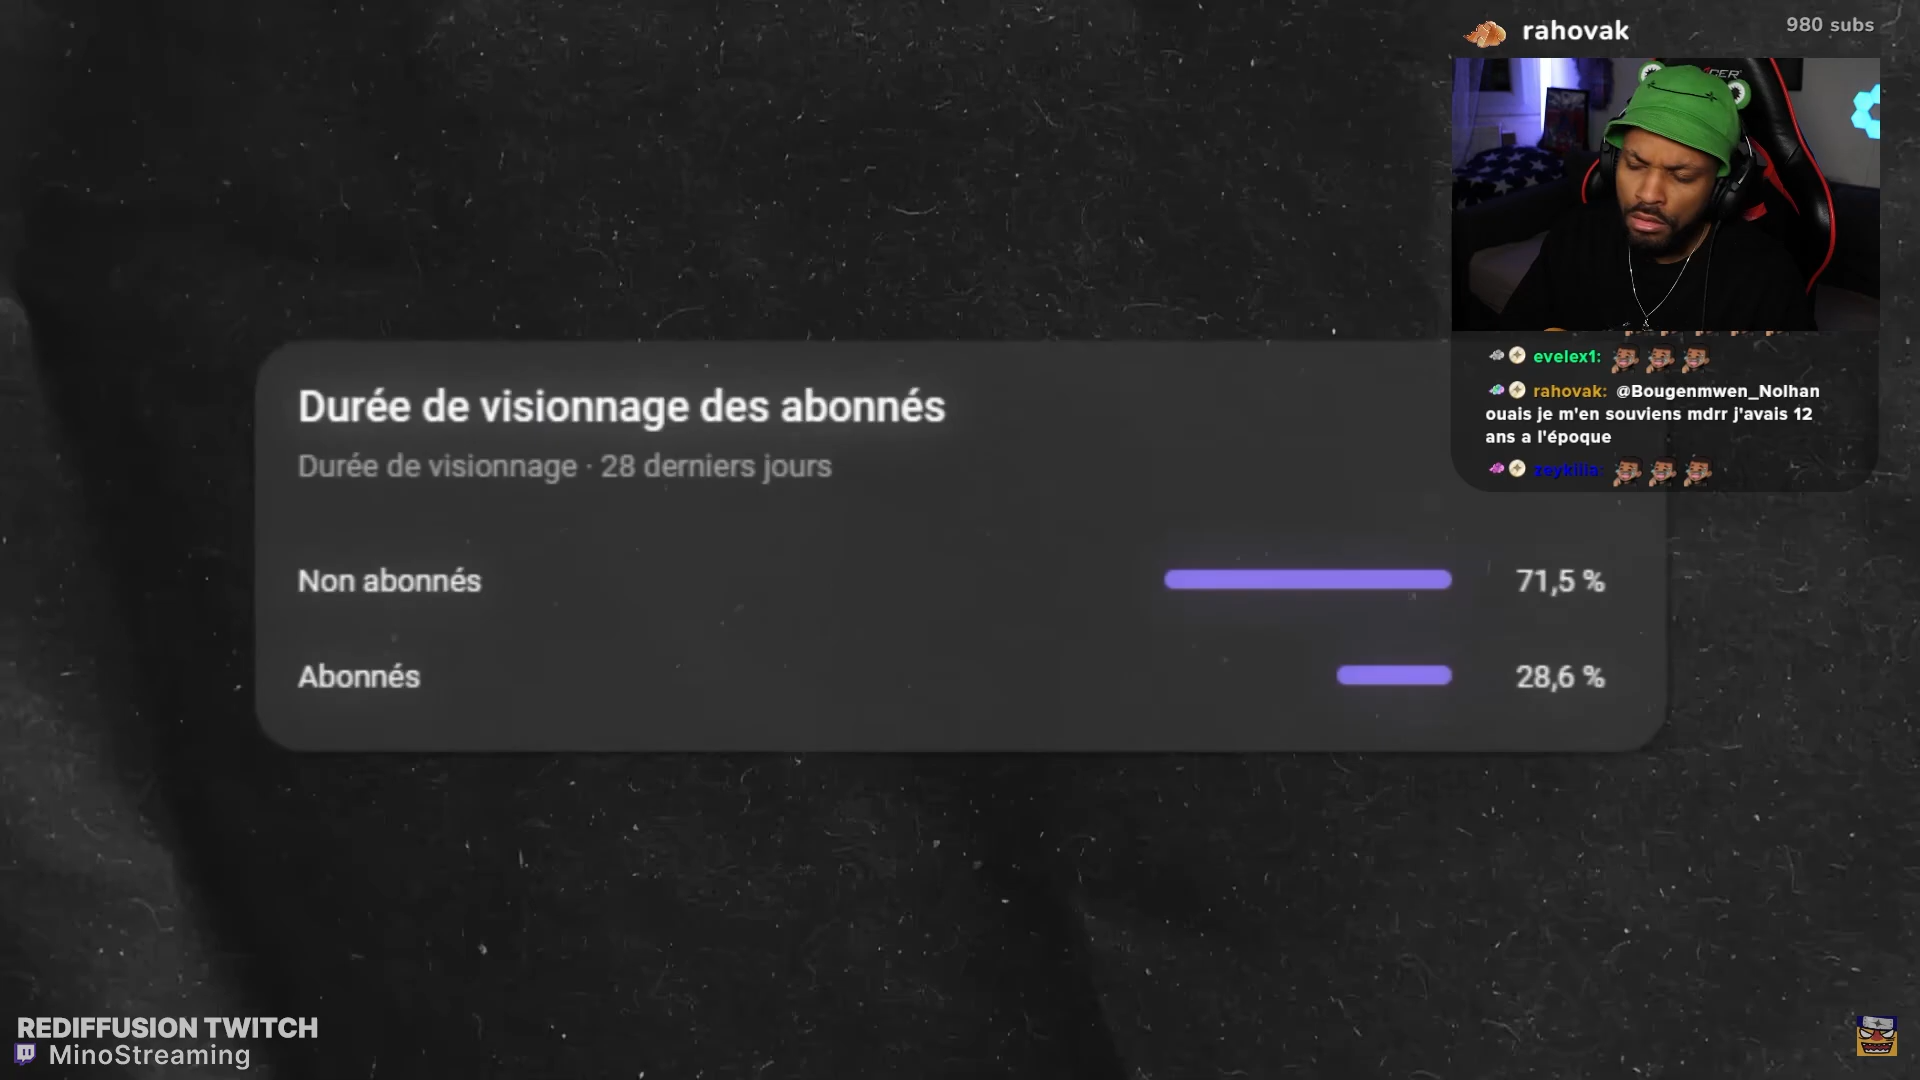 rahovak
980 subs
evelex1:
rahovak: @Bougenmwen_Nolhan
ouais je m'en souviens mdrr j'avais 12
ans a l'époque
zeykiiia:
Durée de visionnage des abonnés
Durée de visionnage · 28 derniers jours
Non abonnés 71,5 %
Abonnés 28,6 %
REDIFFUSION TWITCH
MinoStreaming